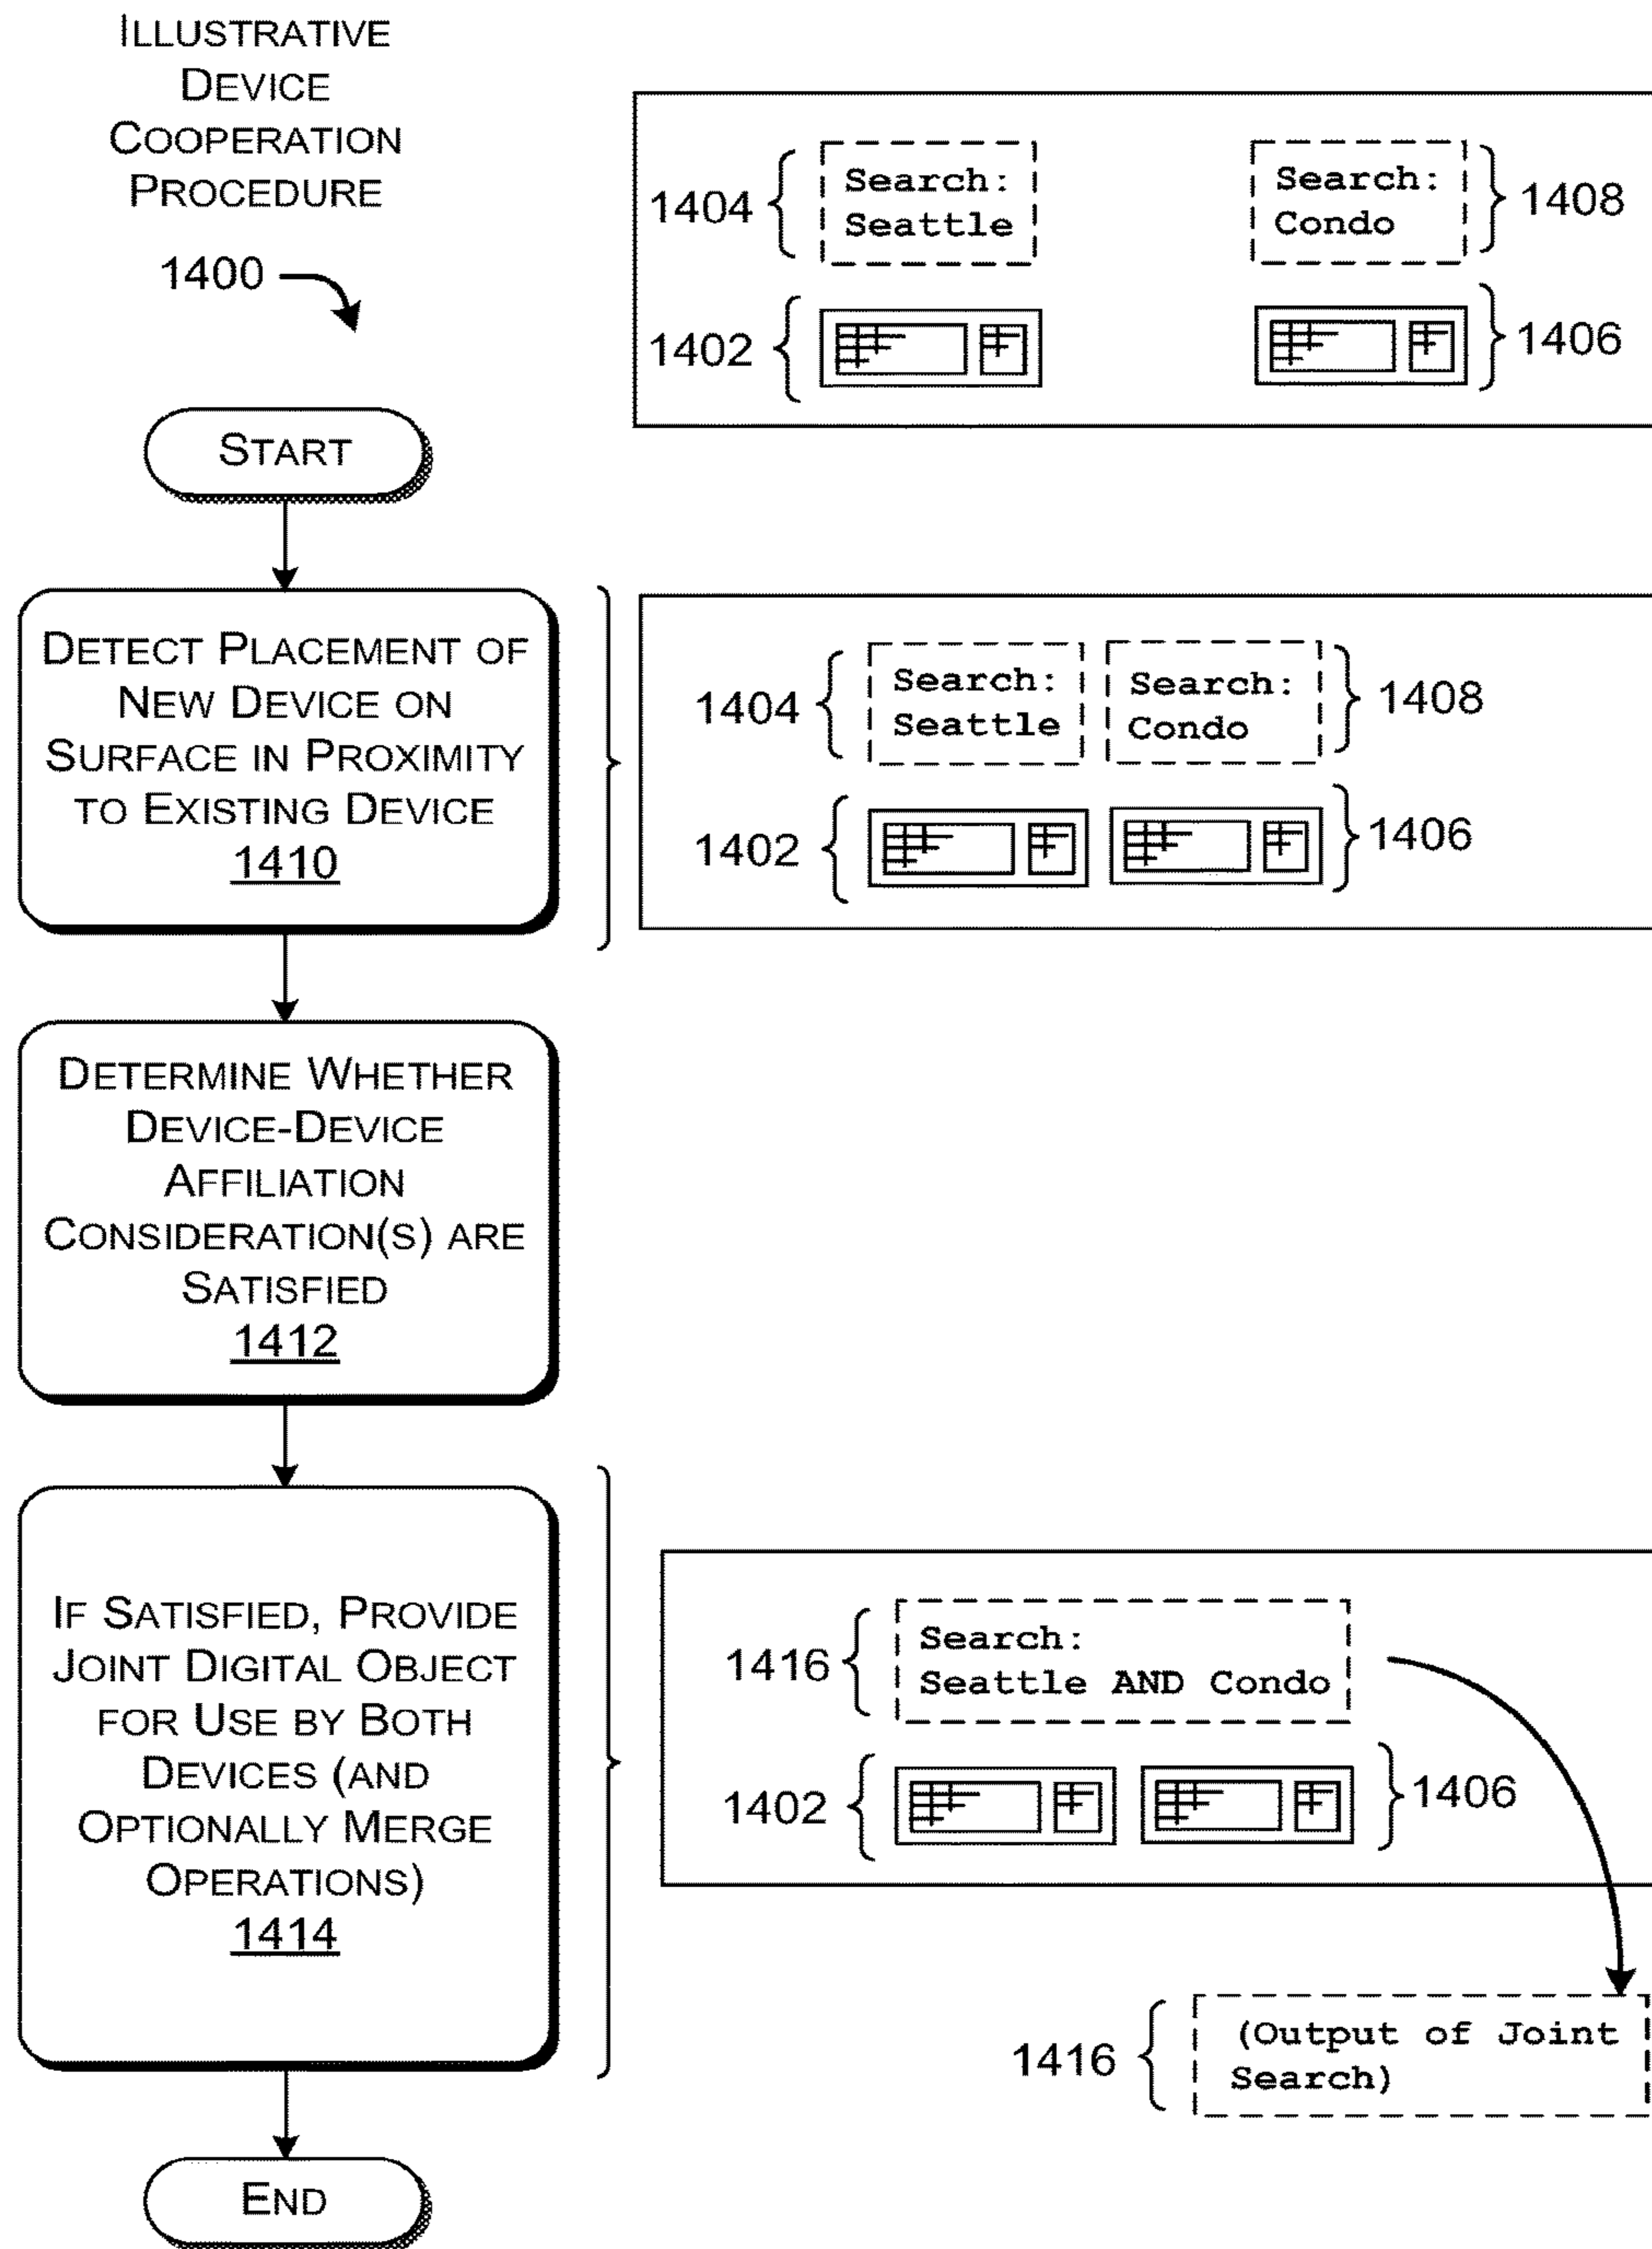 ILLUSTRATIVE
DEVICE
COOPERATION
PROCEDURE
1400
1404
Search:
Seattle
Search:
Condo
1408
1402
1406
START
DETECT PLACEMENT OF
NEW DEVICE ON
SURFACE IN PROXIMITY
TO EXISTING DEVICE
1410
1404
Search:
Seattle
Search:
Condo
1408
1402
1406
DETERMINE WHETHER
DEVICE-DEVICE
AFFILIATION
CONSIDERATION(S) ARE
SATISFIED
1412
IF SATISFIED, PROVIDE
JOINT DIGITAL OBJECT
FOR USE BY BOTH
DEVICES (AND
OPTIONALLY MERGE
OPERATIONS)
1414
1416
Search:
Seattle AND Condo
1402
1406
1416
(Output of Joint
Search)
END